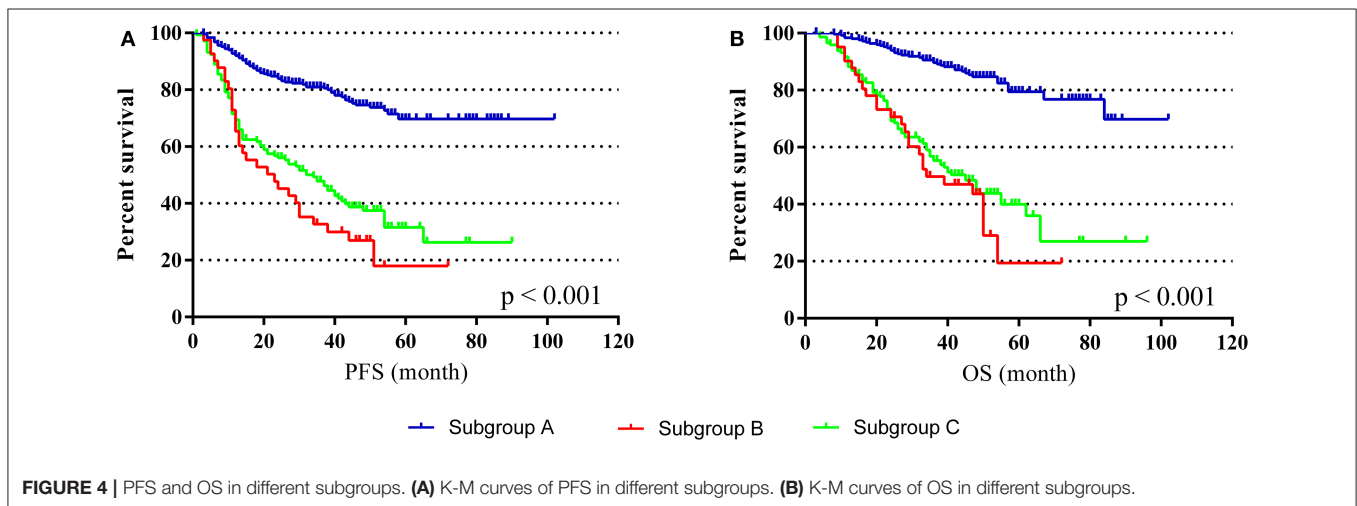 A
100
80
60
40
20
0
Percent survival
0 20 40 60 80 100 120
PFS (month)
p < 0.001
B
100
80
60
40
20
0
Percent survival
0 20 40 60 80 100 120
OS (month)
p < 0.001
Subgroup A Subgroup B Subgroup C
FIGURE 4 | PFS and OS in different subgroups. (A) K-M curves of PFS in different subgroups. (B) K-M curves of OS in different subgroups.